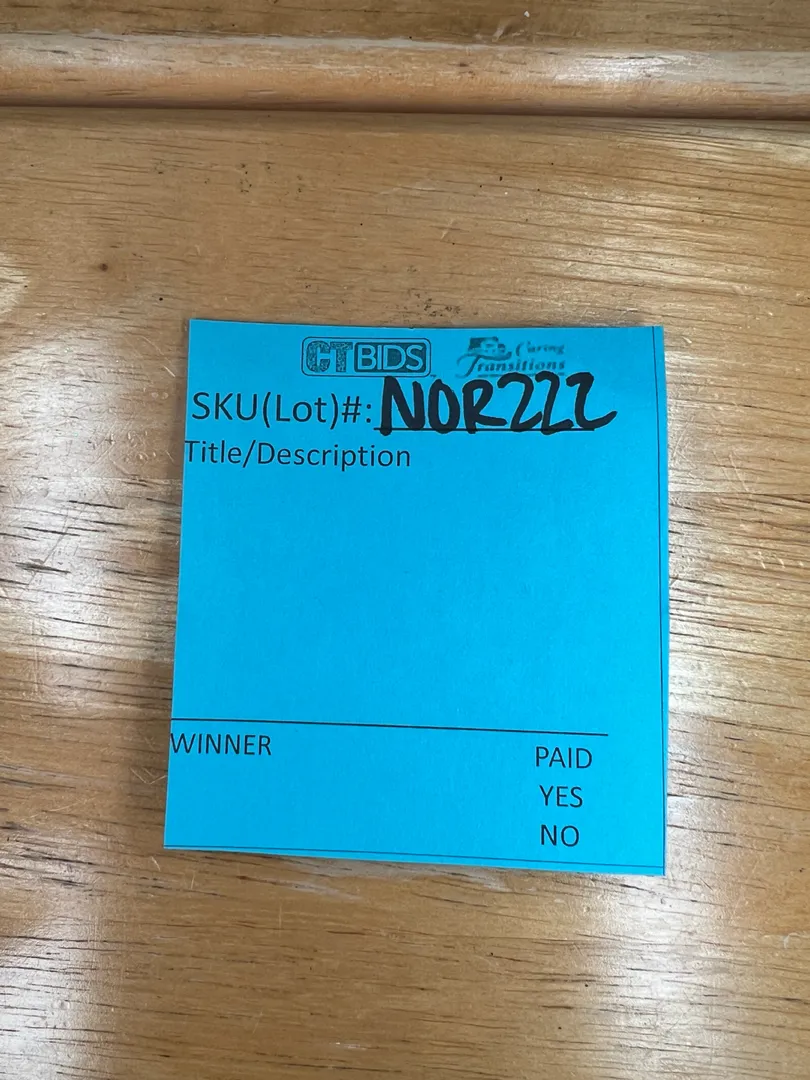 CTBIDS Caring Transitions
SKU(Lot)#: NOR222
Title/Description
WINNER
PAID
YES
NO